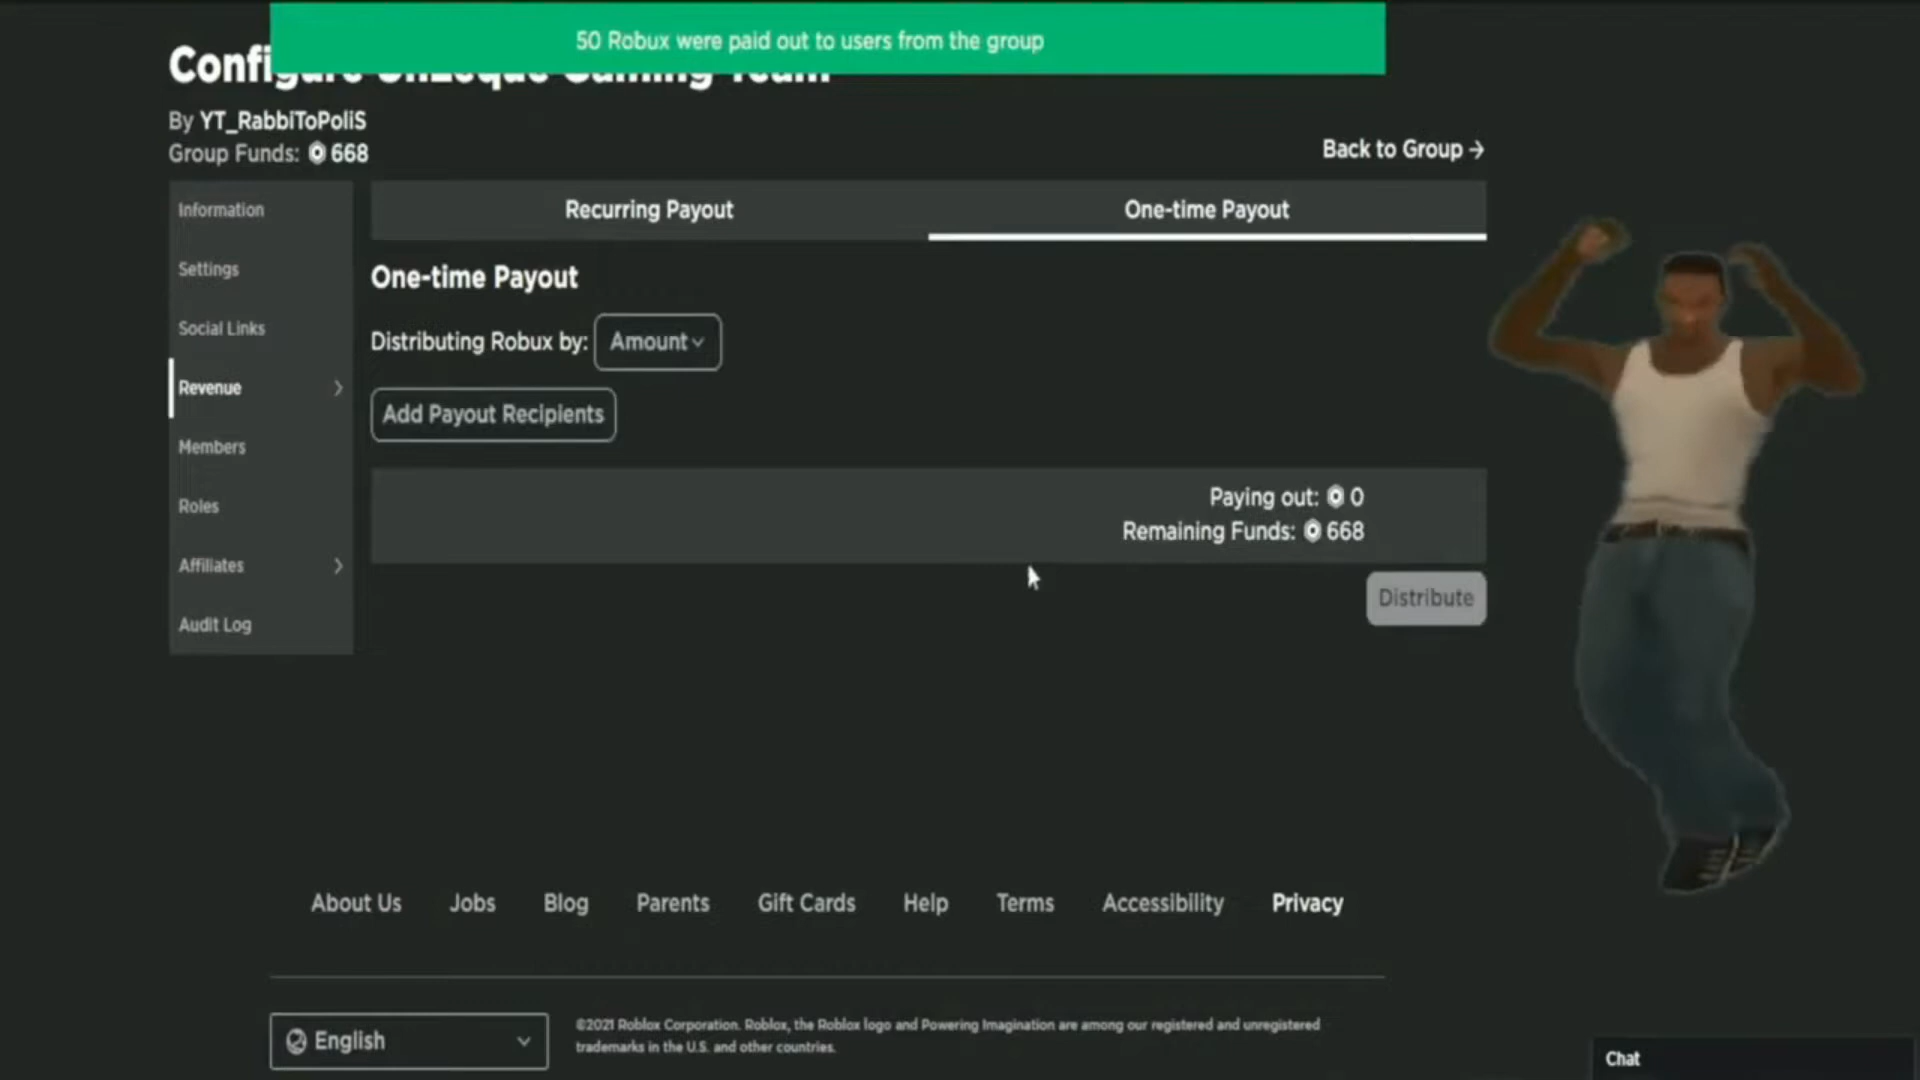 50 Robux were paid out to users from the group
Configure Gaming Team
By YT_RabbiToPoliS
Group Funds: 668
Back to Group →
Information
Settings
Social Links
Revenue
Members
Roles
Affiliates
Audit Log
Recurring Payout
One-time Payout
One-time Payout
Distributing Robux by: Amount
Add Payout Recipients
Paying out: 0
Remaining Funds: 668
Distribute
About Us Jobs Blog Parents Gift Cards Help Terms Accessibility Privacy
English
©2021 Roblox Corporation. Roblox, the Roblox logo and Powering Imagination are among our registered and unregistered
trademarks in the U.S. and other countries.
Chat